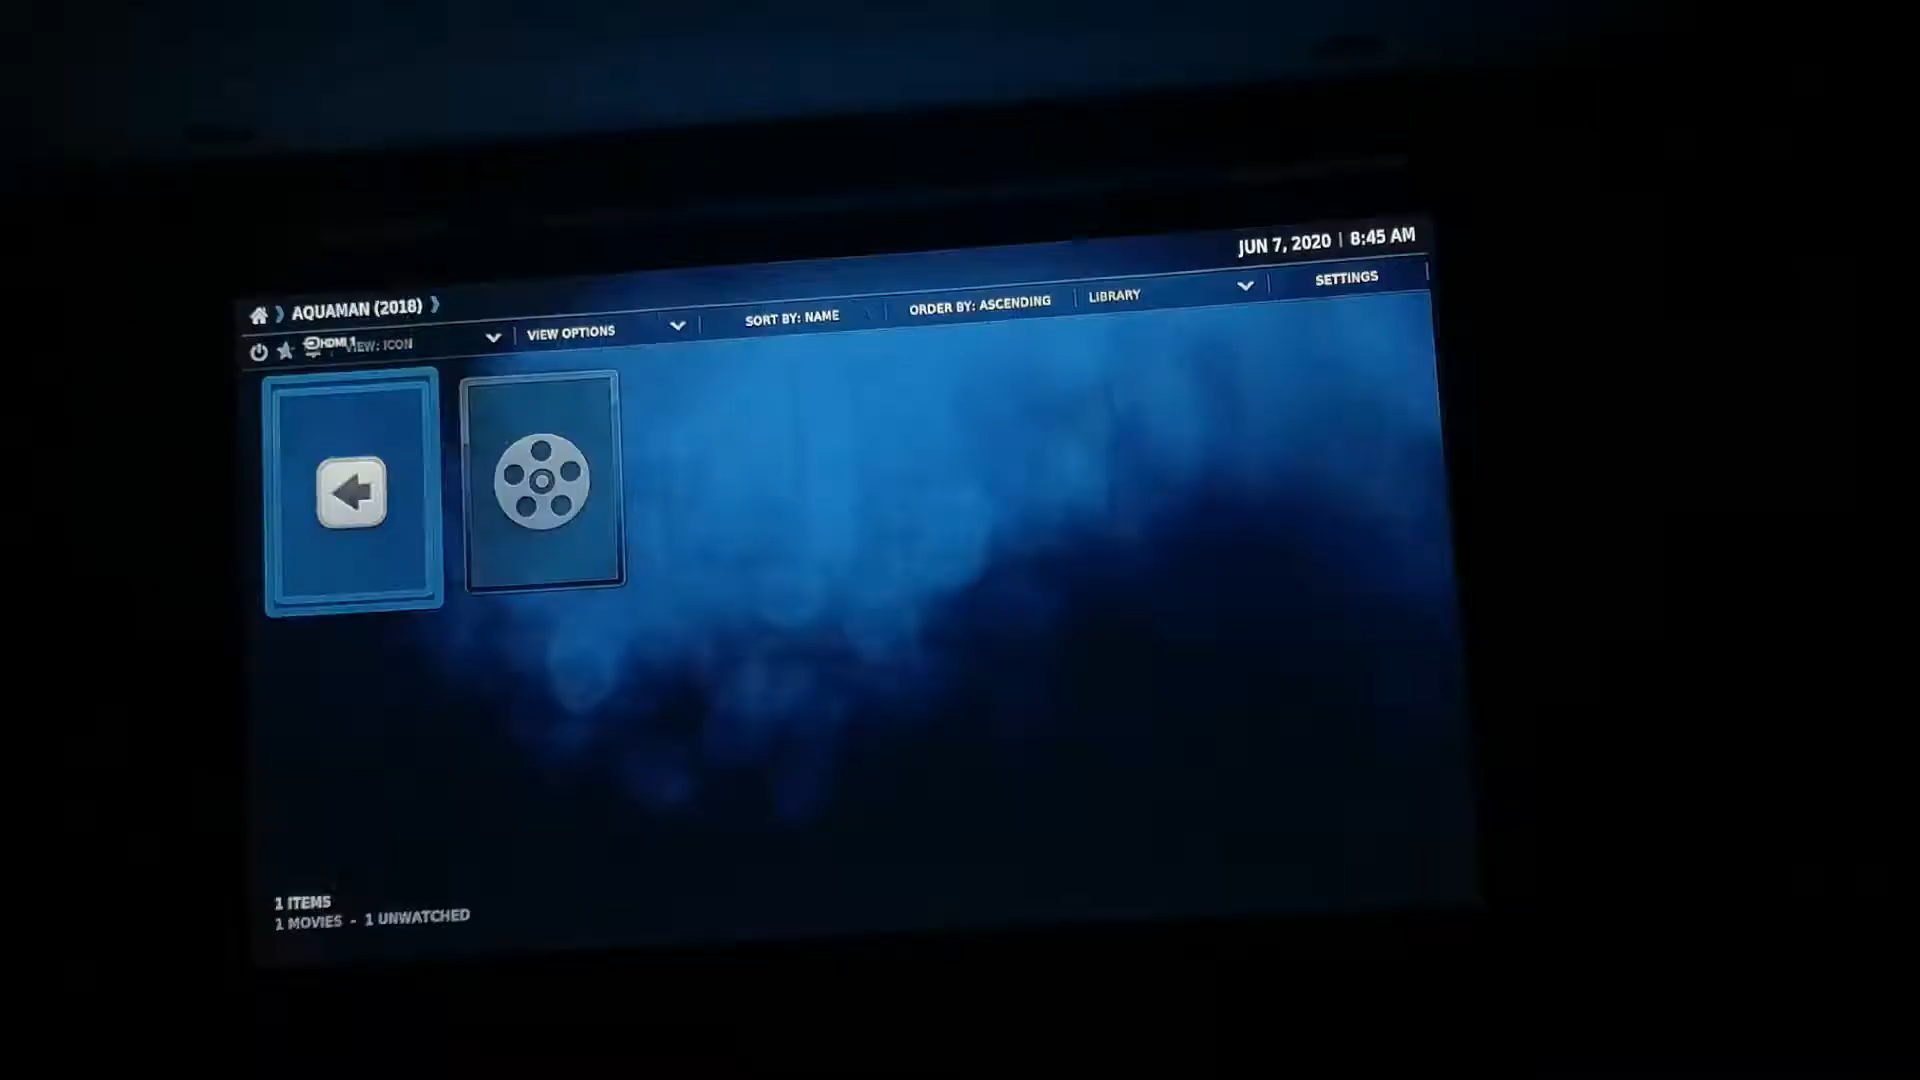 JUN 7, 2020 | 8:45 AM
AQUAMAN (2018)
HDMI 1
VIEW: ICON
VIEW OPTIONS
SORT BY: NAME
ORDER BY: ASCENDING
LIBRARY
SETTINGS
1 ITEMS
1 MOVIES - 1 UNWATCHED